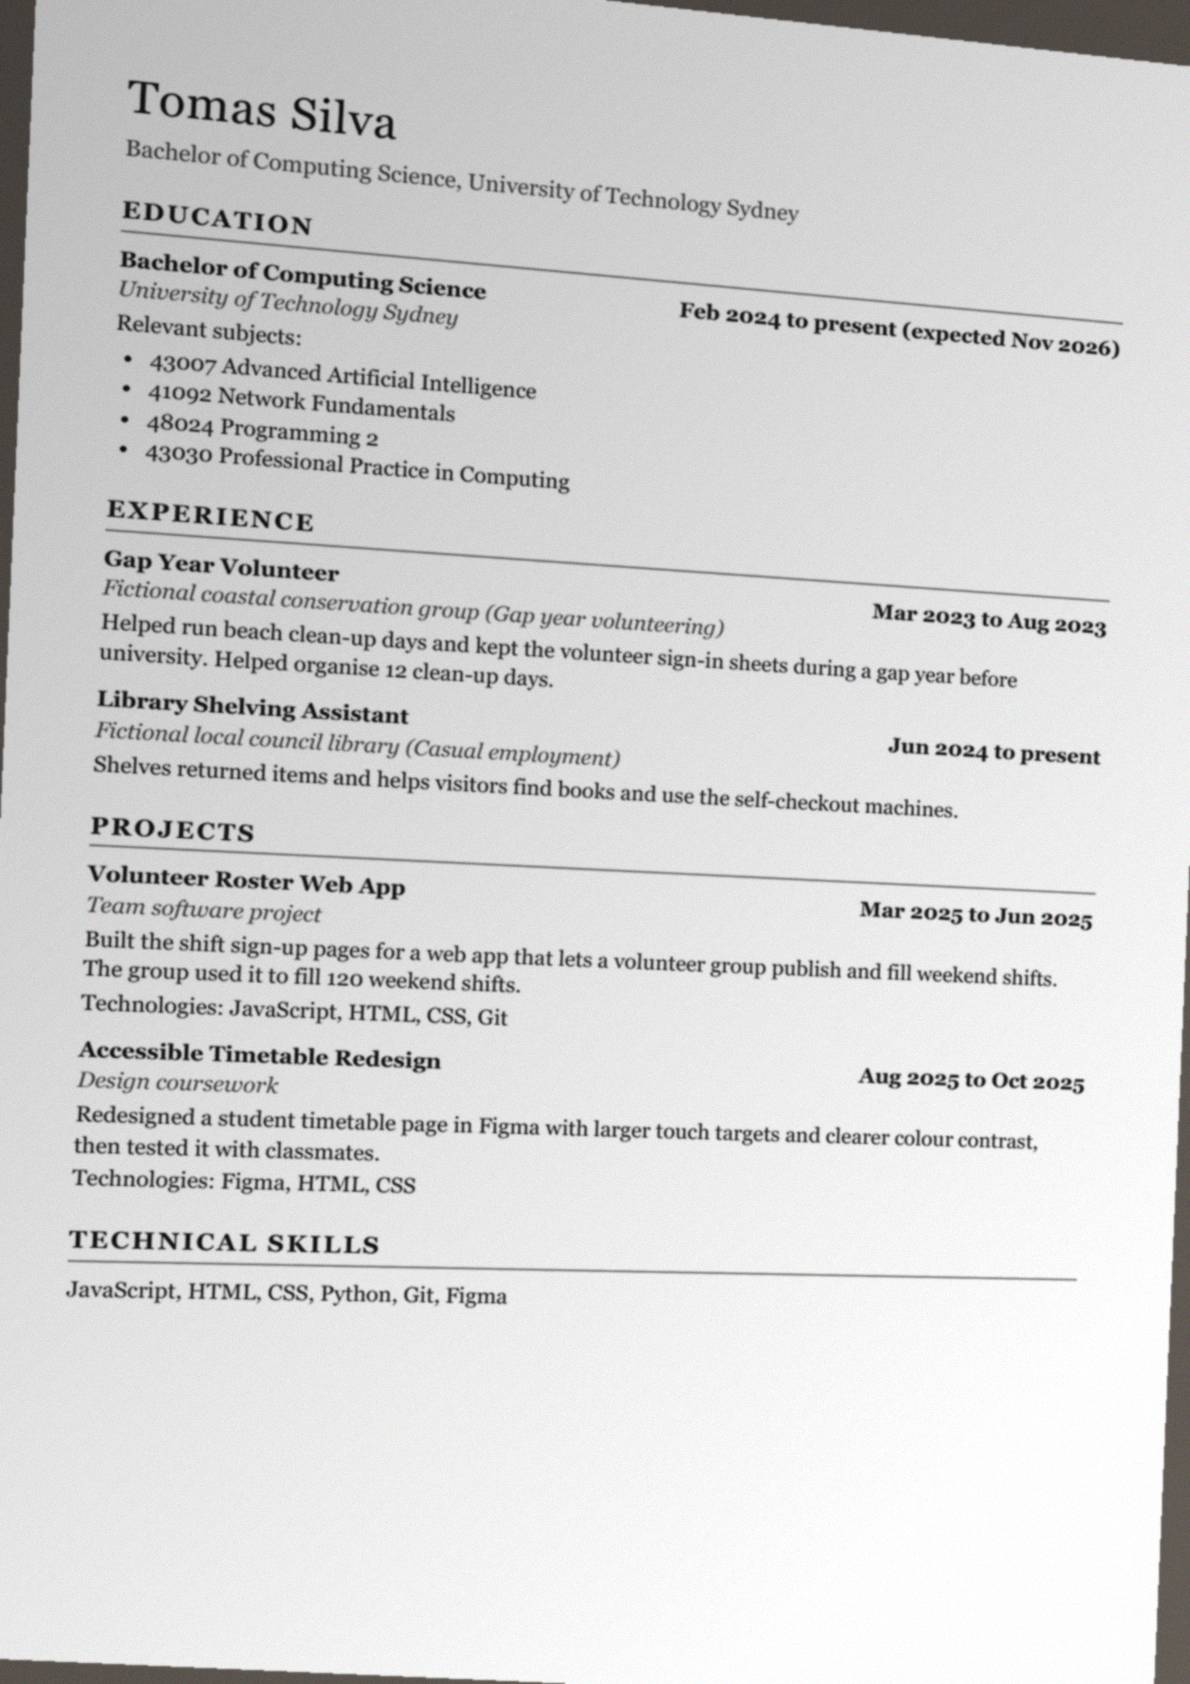 Tomas Silva
Bachelor of Computing Science, University of Technology Sydney
EDUCATION
Bachelor of Computing Science
Feb 2024 to present (expected Nov 2026)
University of Technology Sydney
Relevant subjects:
• 43007 Advanced Artificial Intelligence
• 41092 Network Fundamentals
• 48024 Programming 2
• 43030 Professional Practice in Computing
EXPERIENCE
Gap Year Volunteer
Mar 2023 to Aug 2023
Fictional coastal conservation group (Gap year volunteering)
Helped run beach clean-up days and kept the volunteer sign-in sheets during a gap year before
university. Helped organise 12 clean-up days.
Library Shelving Assistant
Jun 2024 to present
Fictional local council library (Casual employment)
Shelves returned items and helps visitors find books and use the self-checkout machines.
PROJECTS
Volunteer Roster Web App
Mar 2025 to Jun 2025
Team software project
Built the shift sign-up pages for a web app that lets a volunteer group publish and fill weekend shifts.
The group used it to fill 120 weekend shifts.
Technologies: JavaScript, HTML, CSS, Git
Accessible Timetable Redesign
Aug 2025 to Oct 2025
Design coursework
Redesigned a student timetable page in Figma with larger touch targets and clearer colour contrast,
then tested it with classmates.
Technologies: Figma, HTML, CSS
TECHNICAL SKILLS
JavaScript, HTML, CSS, Python, Git, Figma